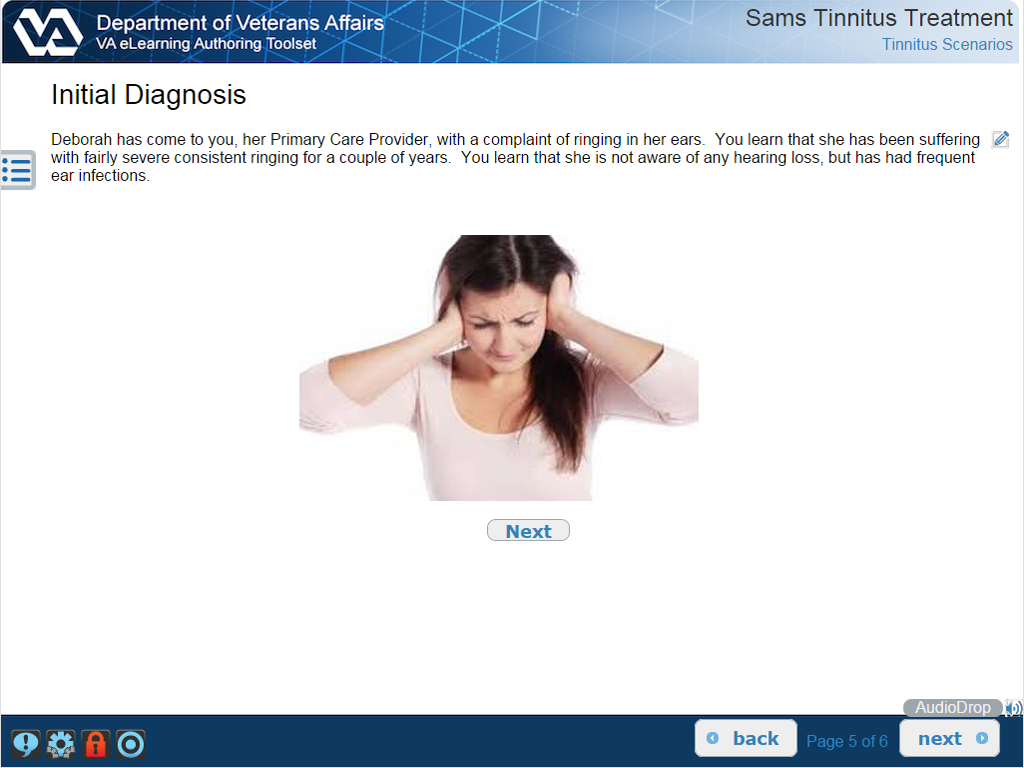 VA
Department of Veterans Affairs
VA eLearning Authoring Toolset
Sams Tinnitus Treatment
Tinnitus Scenarios
Initial Diagnosis
Deborah has come to you, her Primary Care Provider, with a complaint of ringing in her ears.  You learn that she has been suffering
with fairly severe consistent ringing for a couple of years.  You learn that she is not aware of any hearing loss, but has had frequent
ear infections.
Next
AudioDrop
back
Page 5 of 6
next